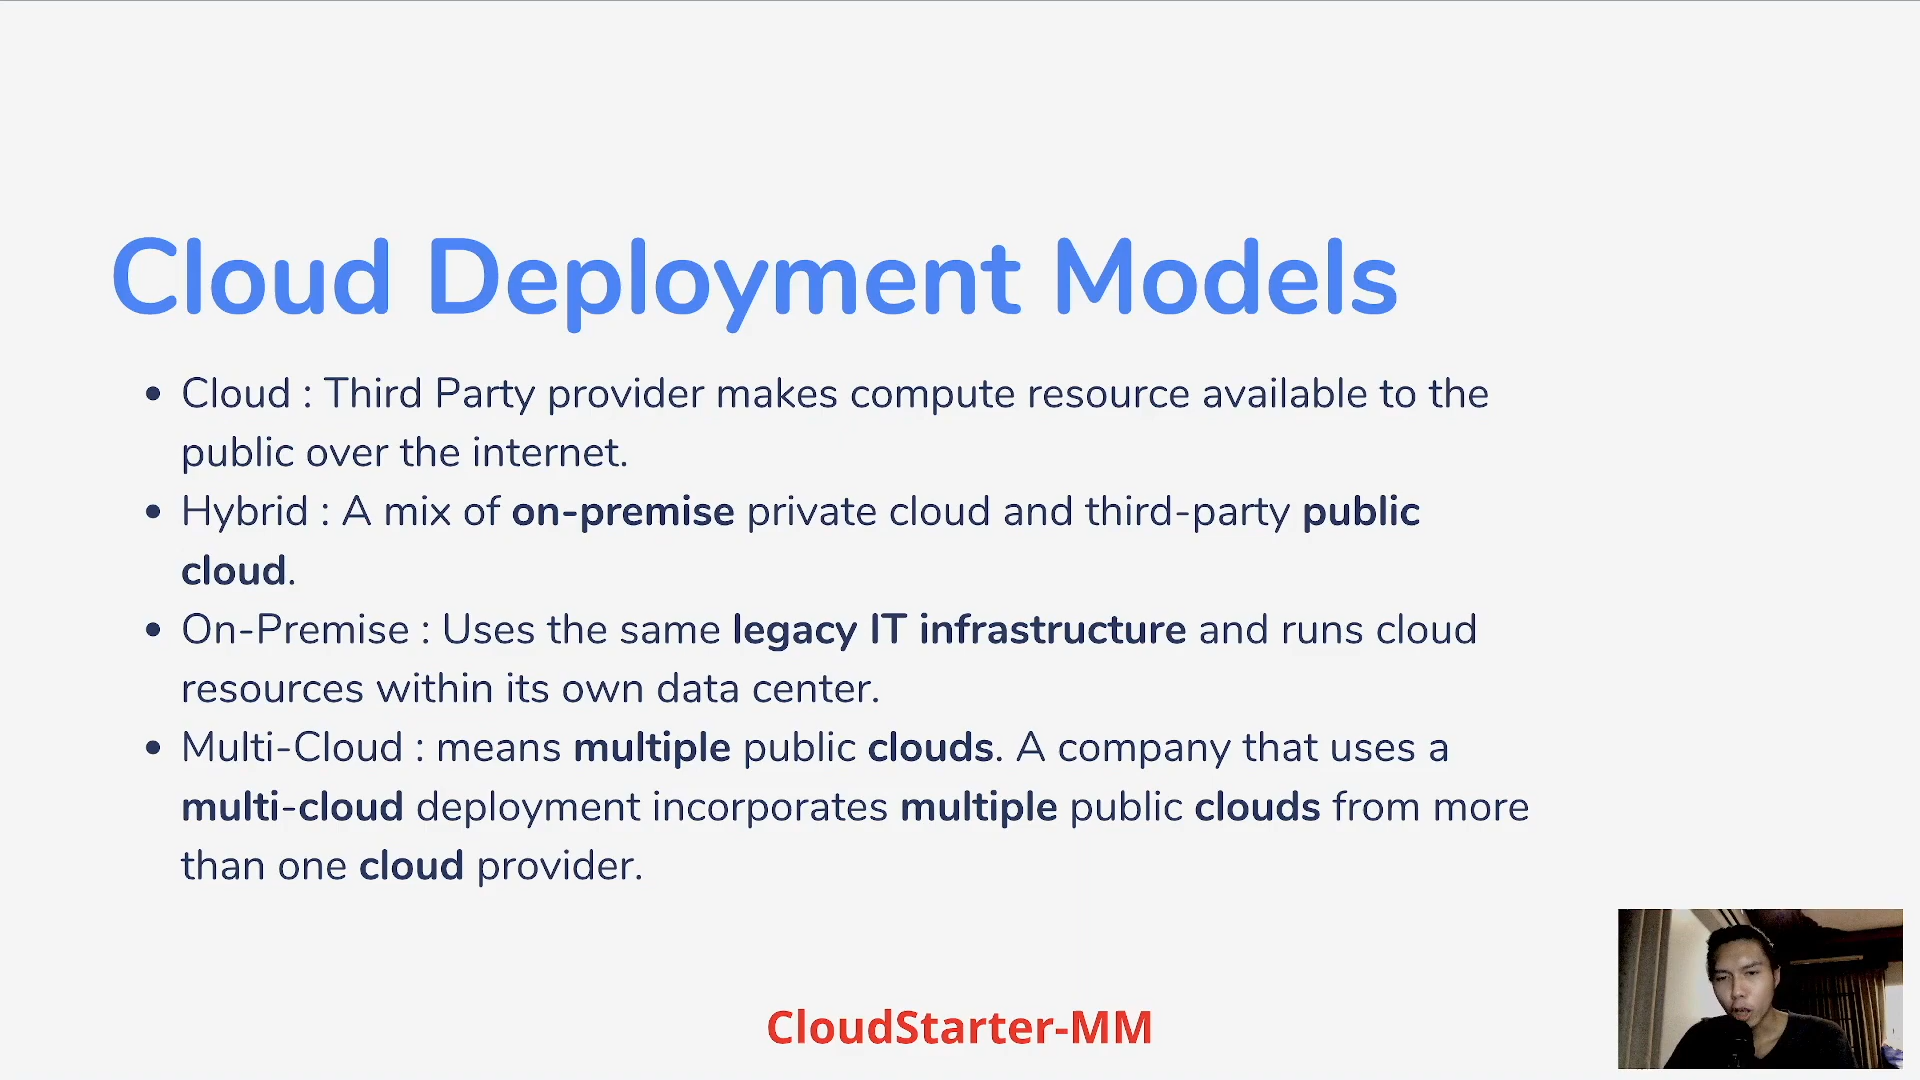 Cloud Deployment Models
• Cloud : Third Party provider makes compute resource available to the
public over the internet.
• Hybrid : A mix of on-premise private cloud and third-party public
cloud.
• On-Premise : Uses the same legacy IT infrastructure and runs cloud
resources within its own data center.
• Multi-Cloud : means multiple public clouds. A company that uses a
multi-cloud deployment incorporates multiple public clouds from more
than one cloud provider.
CloudStarter-MM